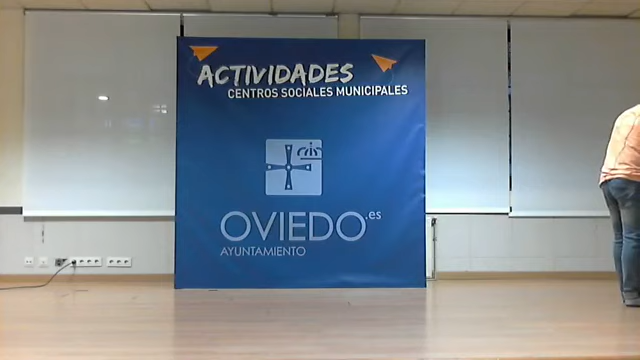 ACTIVIDADES
CENTROS SOCIALES MUNICIPALES
OVIEDO.es
AYUNTAMIENTO